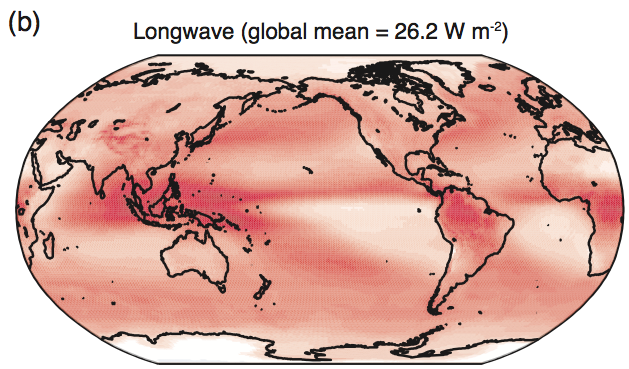 (b)
Longwave (global mean = 26.2 W m⁻²)